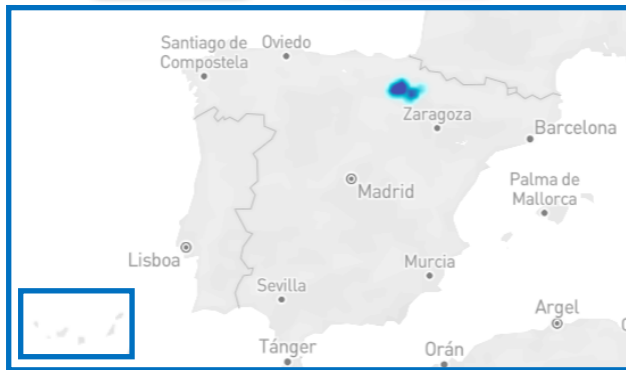 Santiago de
Compostela
Oviedo
Zaragoza
Barcelona
Madrid
Palma de
Mallorca
Lisboa
Murcia
Sevilla
Argel
Tánger
Orán